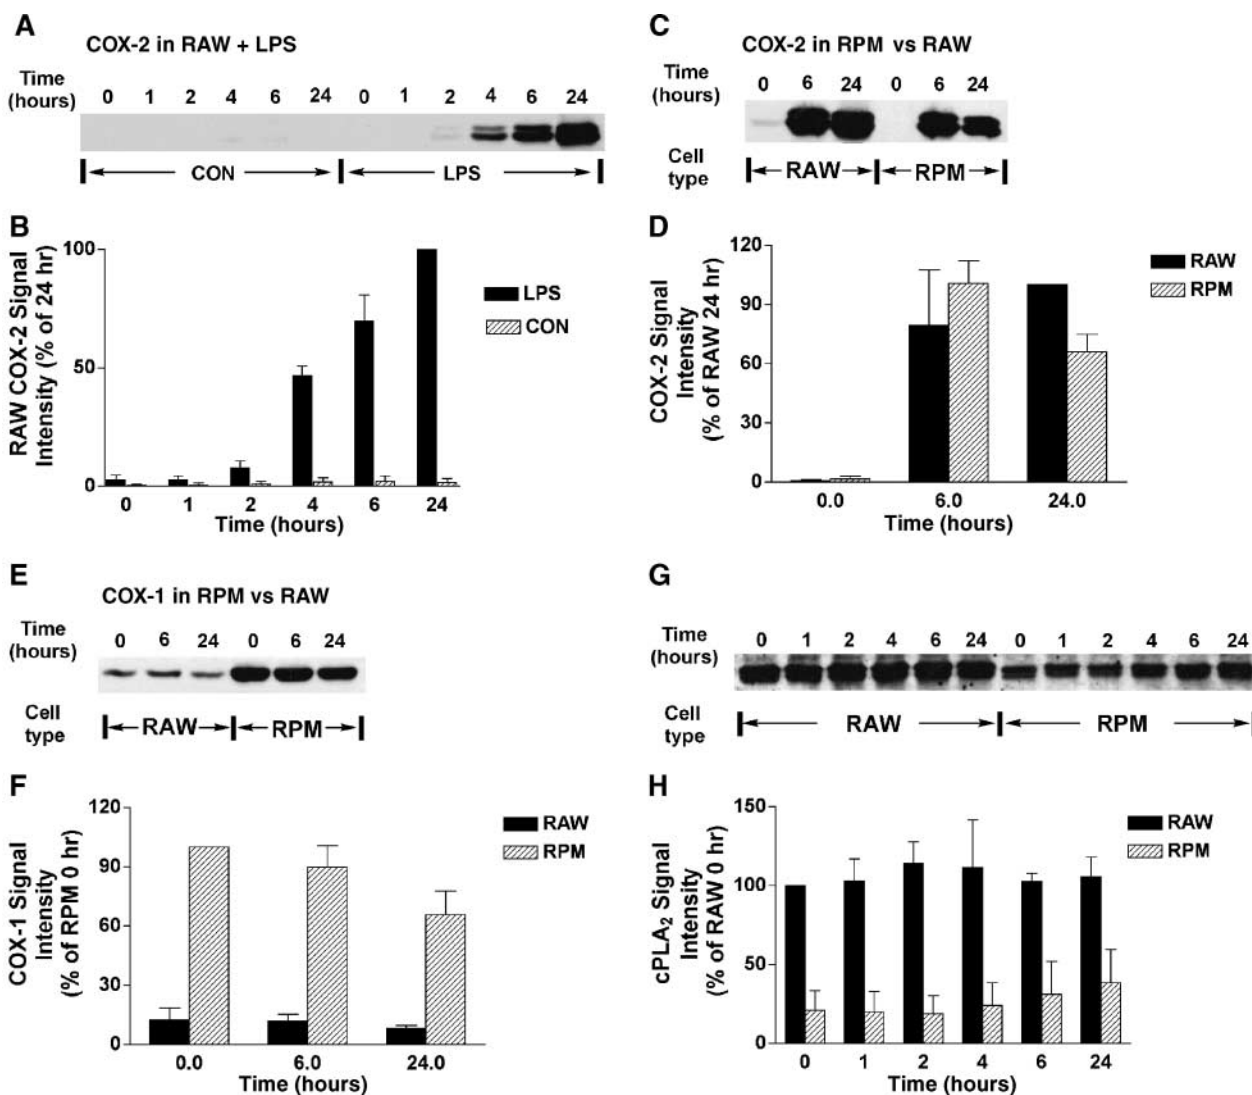 A
COX-2 in RAW + LPS
Time
(hours)
0 1 2 4 6 24 0 1 2 4 6 24
CON LPS
C
COX-2 in RPM vs RAW
Time
(hours)
0 6 24 0 6 24
Cell
type
RAW RPM
B
RAW COX-2 Signal
Intensity (% of 24 hr)
100
50
0
LPS
CON
0 1 2 4 6 24
Time (hours)
D
COX-2 Signal
Intensity
(% of RAW 24 hr)
120
90
60
30
0
RAW
RPM
0.0 6.0 24.0
Time (hours)
E
COX-1 in RPM vs RAW
Time
(hours)
0 6 24 0 6 24
Cell
type
RAW RPM
G
Time
(hours)
0 1 2 4 6 24 0 1 2 4 6 24
Cell
type
RAW RPM
F
COX-1 Signal
Intensity
(% of RPM 0 hr)
120
90
60
30
0
RAW
RPM
0.0 6.0 24.0
Time (hours)
H
cPLA₂ Signal
Intensity
(% of RAW 0 hr)
150
100
50
0
RAW
RPM
0 1 2 4 6 24
Time (hours)